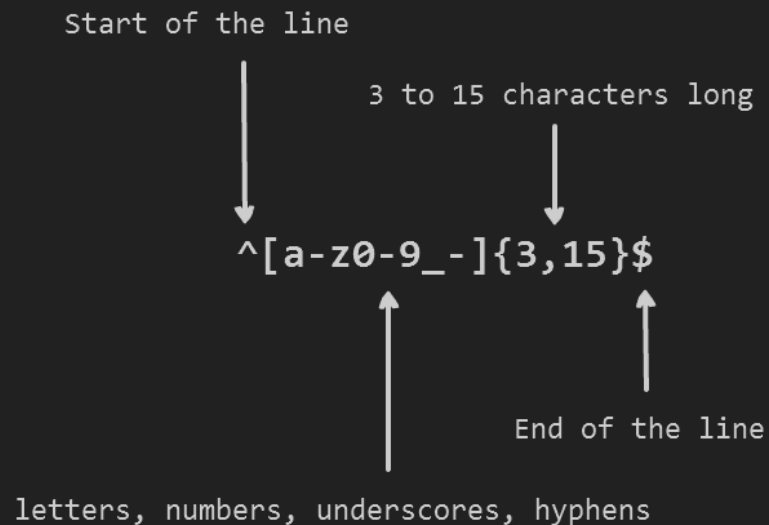 Start of the line
3 to 15 characters long
^[a-z0-9_-]{3,15}$
End of the line
letters, numbers, underscores, hyphens